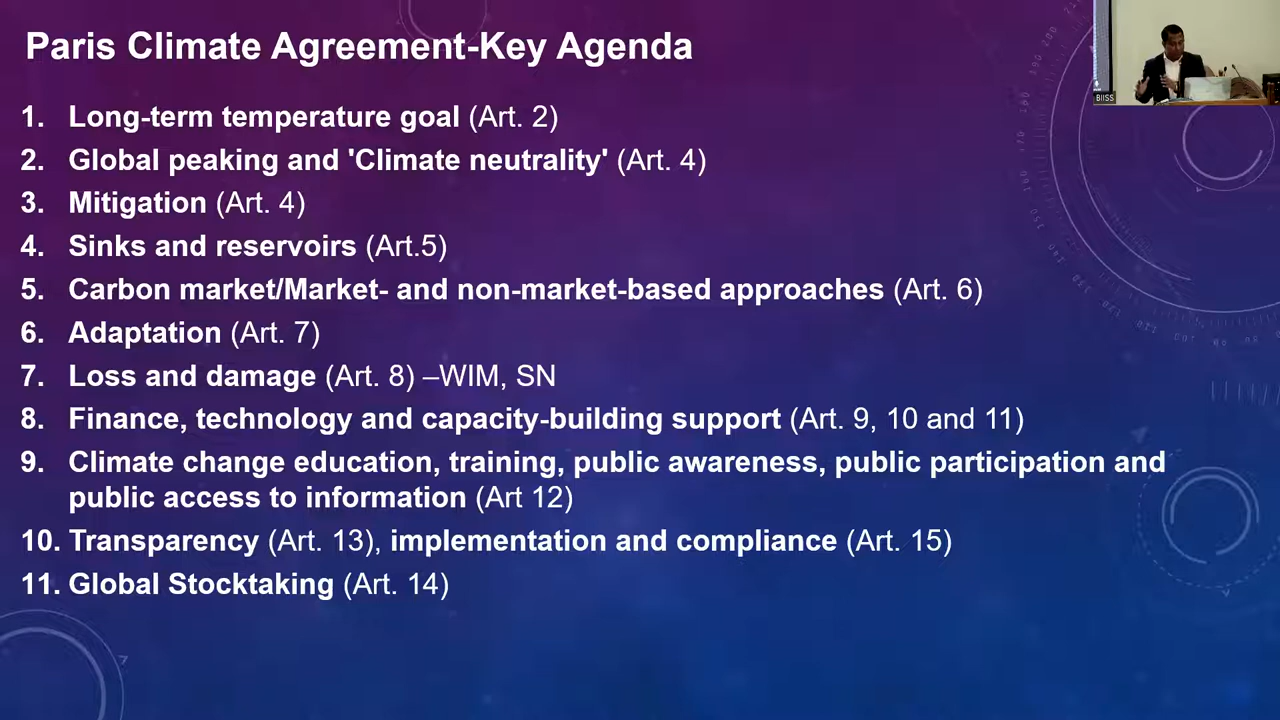 Paris Climate Agreement-Key Agenda
BIISS
1. Long-term temperature goal (Art. 2)
2. Global peaking and 'Climate neutrality' (Art. 4)
3. Mitigation (Art. 4)
4. Sinks and reservoirs (Art.5)
5. Carbon market/Market- and non-market-based approaches (Art. 6)
6. Adaptation (Art. 7)
7. Loss and damage (Art. 8) –WIM, SN
8. Finance, technology and capacity-building support (Art. 9, 10 and 11)
9. Climate change education, training, public awareness, public participation and
public access to information (Art 12)
10. Transparency (Art. 13), implementation and compliance (Art. 15)
11. Global Stocktaking (Art. 14)